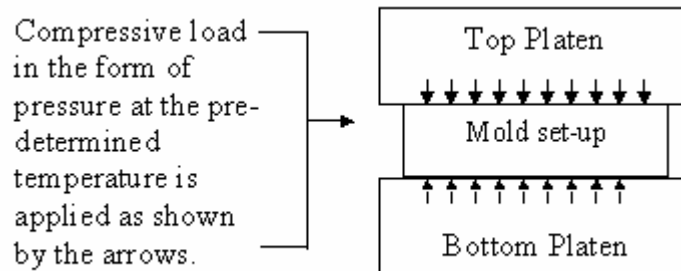 Compressive load
in the form of
pressure at the pre-
determined
temperature is
applied as shown
by the arrows.
Top Platen
Mold set-up
Bottom Platen